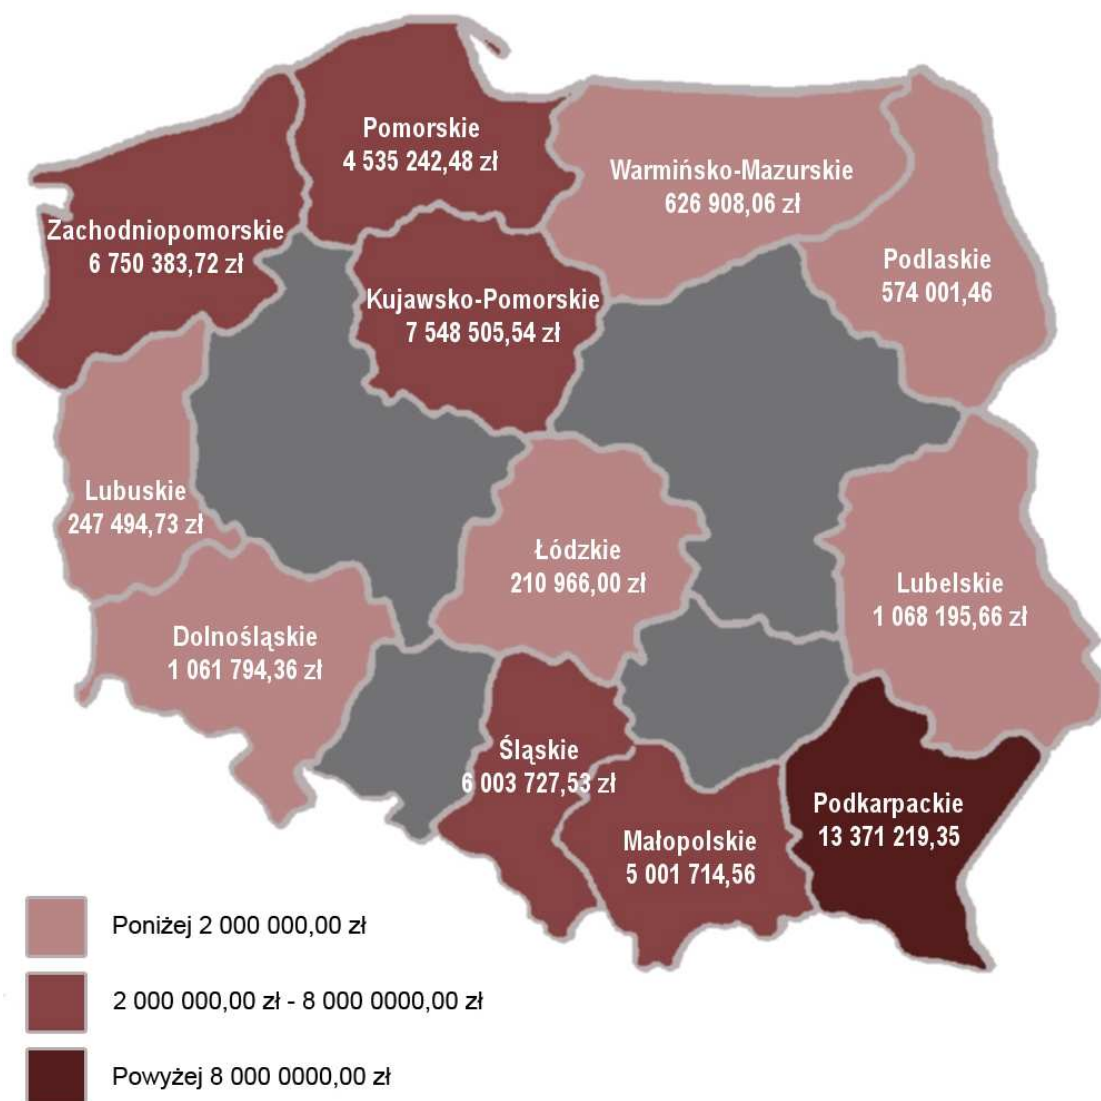 Pomorskie
4 535 242,48 zł
Warmińsko-Mazurskie
626 908,06 zł
Zachodniopomorskie
6 750 383,72 zł
Podlaskie
574 001,46
Kujawsko-Pomorskie
7 548 505,54 zł
Lubuskie
247 494,73 zł
Łódzkie
210 966,00 zł
Lubelskie
1 068 195,66 zł
Dolnośląskie
1 061 794,36 zł
Śląskie
6 003 727,53 zł
Podkarpackie
13 371 219,35
Małopolskie
5 001 714,56
Poniżej 2 000 000,00 zł
2 000 000,00 zł - 8 000 0000,00 zł
Powyżej 8 000 0000,00 zł